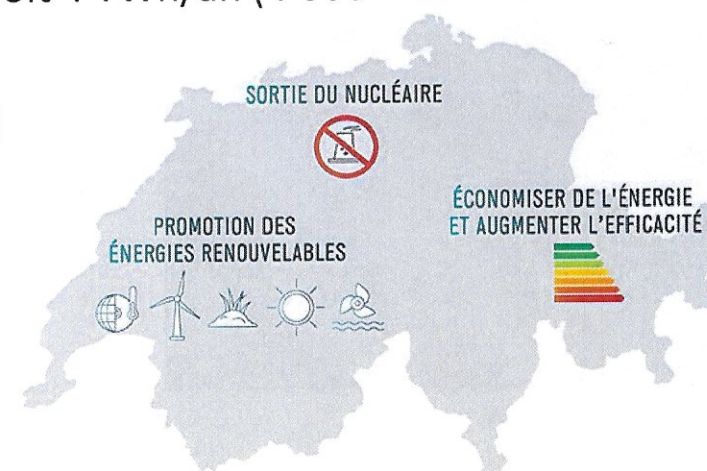 SORTIE DU NUCLÉAIRE
ÉCONOMISER DE L'ÉNERGIE
ET AUGMENTER L'EFFICACITÉ
PROMOTION DES
ÉNERGIES RENOUVELABLES